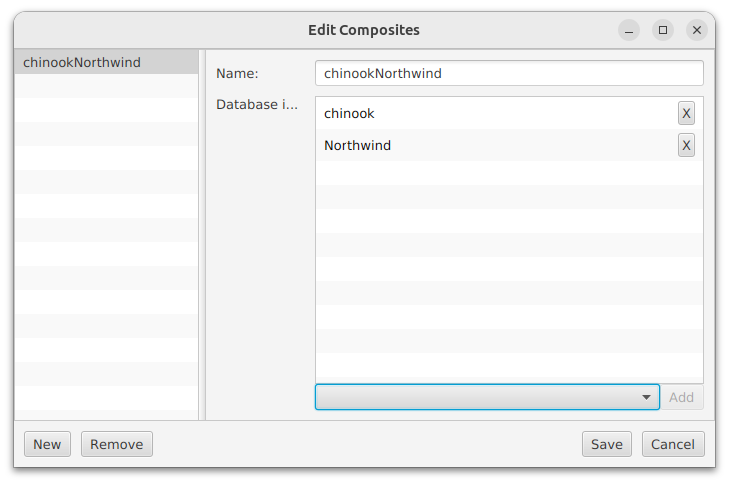 Edit Composites
chinookNorthwind
Name:
chinookNorthwind
Database i...
chinook
X
Northwind
X
Add
New
Remove
Save
Cancel